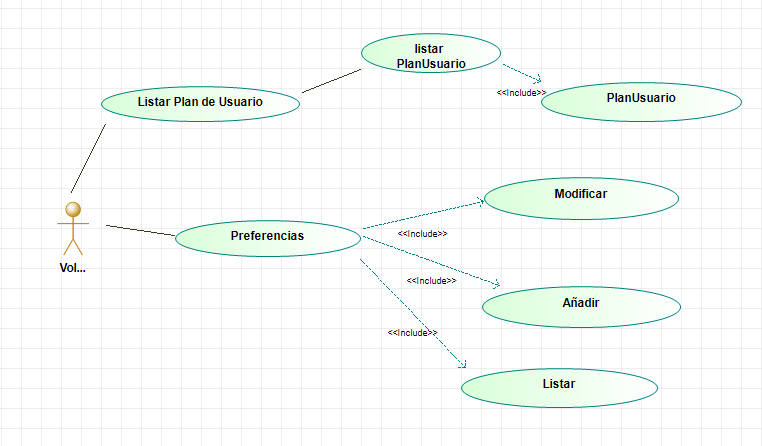 listar
PlanUsuario
Listar Plan de Usuario
<<Include>>
PlanUsuario
Modificar
Preferencias
<<Include>>
Vol...
<<Include>>
Añadir
<<Include>>
Listar